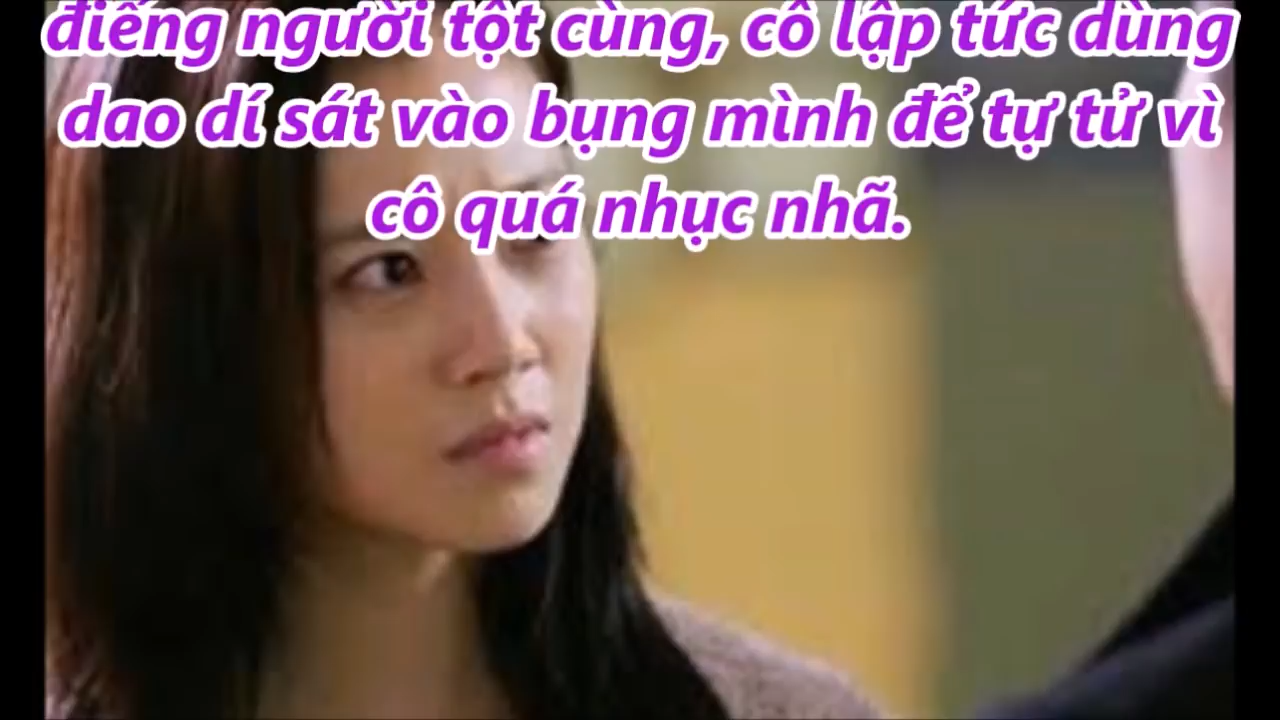 điếng người tột cùng, cô lập tức dùng
dao dí sát vào bụng mình để tự tử vì
cô quá nhục nhã.